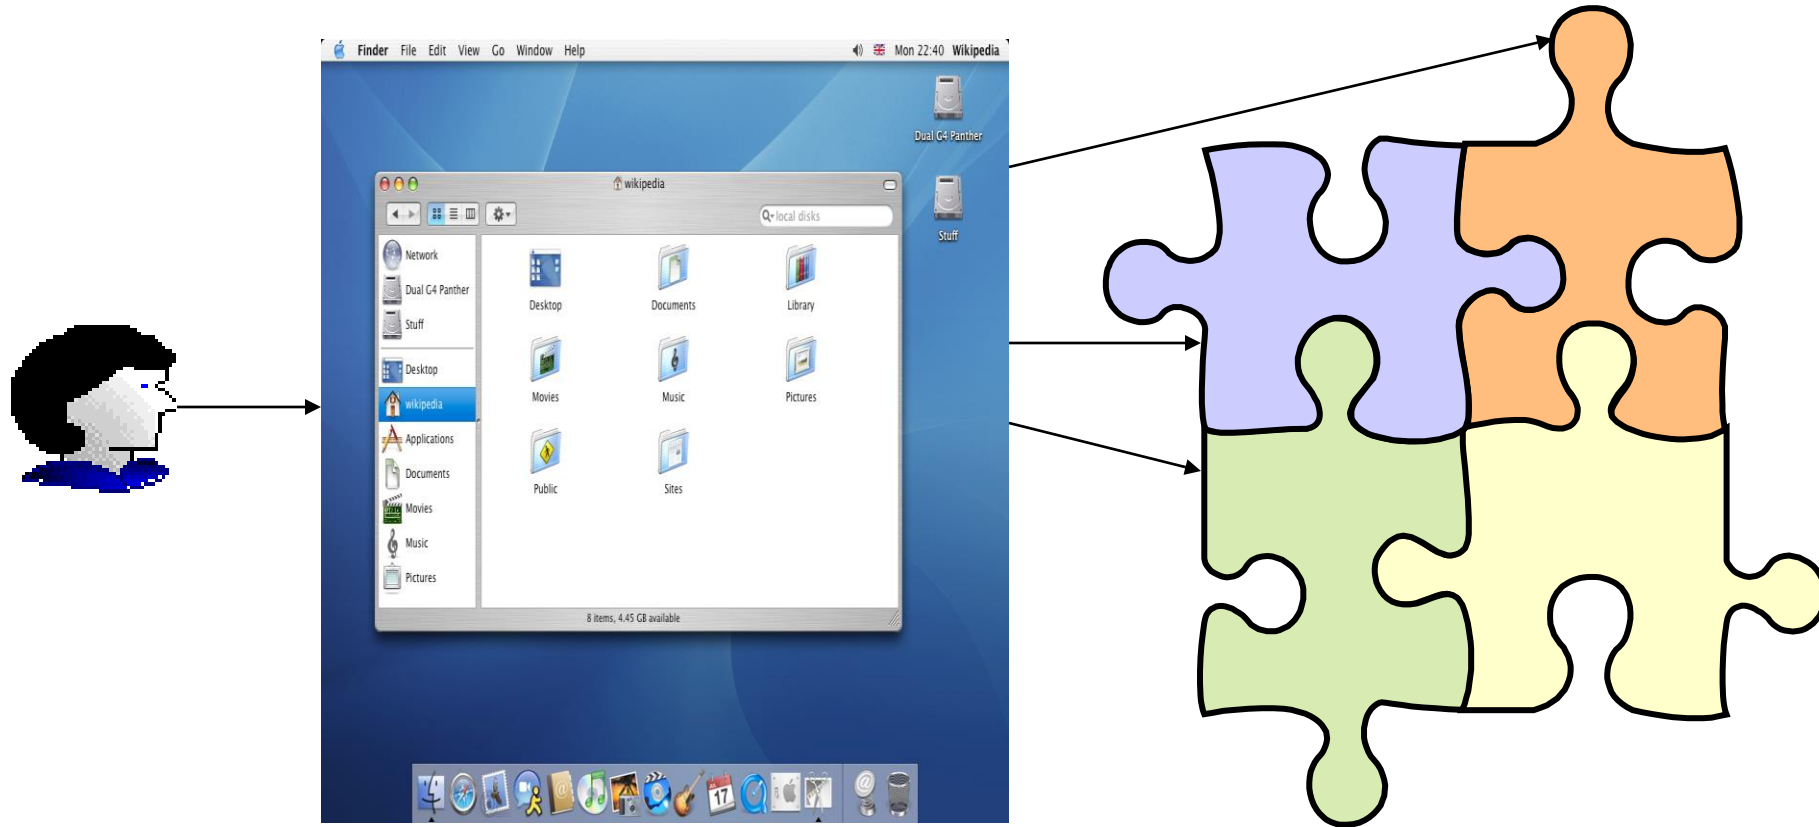 Finder File Edit View Go Window Help Mon 22:40 Wikipedia
Dual G4 Panther
Stuff
wikipedia
local disks
Network
Dual G4 Panther
Stuff
Desktop
wikipedia
Applications
Documents
Movies
Music
Pictures
Desktop Documents Library
Movies Music Pictures
Public Sites
8 items, 4.45 GB available
17